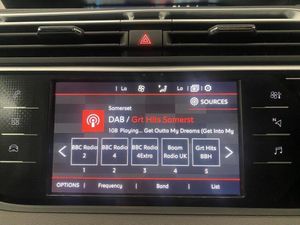 Lo Lo
SOURCES
Somerset
DAB / Grt Hits Somerset
10B Playing... Get Outta My Dreams (Get Into My
BBC Radio 2
BBC Radio 4
BBC Radio 4Extra
Boom Radio UK
Grt Hits BBH
1 2 3 4 5
OPTIONS Frequency Band List